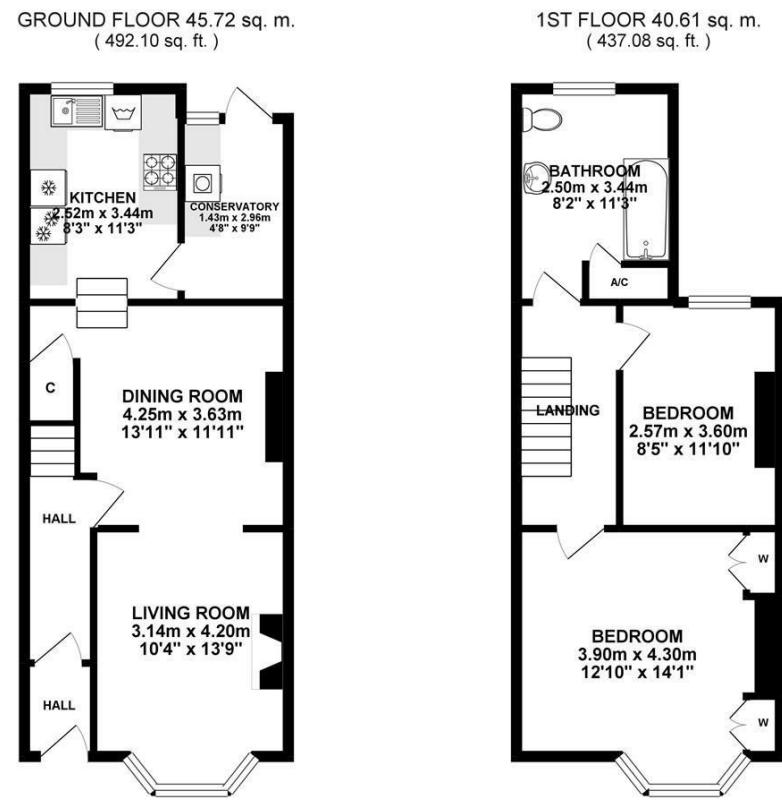 GROUND FLOOR 45.72 sq. m.
( 492.10 sq. ft. )
KITCHEN
2.52m x 3.44m
8'3" x 11'3"
CONSERVATORY
1.43m x 2.96m
4'8" x 9'9"
C
DINING ROOM
4.25m x 3.63m
13'11" x 11'11"
HALL
LIVING ROOM
3.14m x 4.20m
10'4" x 13'9"
HALL
1ST FLOOR 40.61 sq. m.
( 437.08 sq. ft. )
BATHROOM
2.50m x 3.44m
8'2" x 11'3"
A/C
LANDING
BEDROOM
2.57m x 3.60m
8'5" x 11'10"
W
BEDROOM
3.90m x 4.30m
12'10" x 14'1"
W